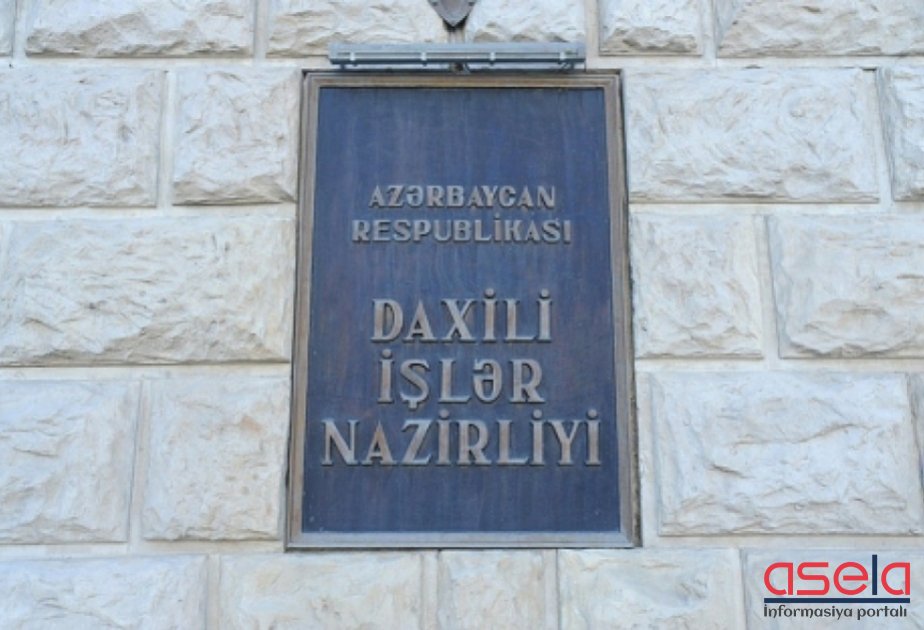 AZƏRBAYCAN
RESPUBLİKASI
DAXİLİ
İŞLƏR
NAZİRLİYİ
asela
İnformasiya portalı